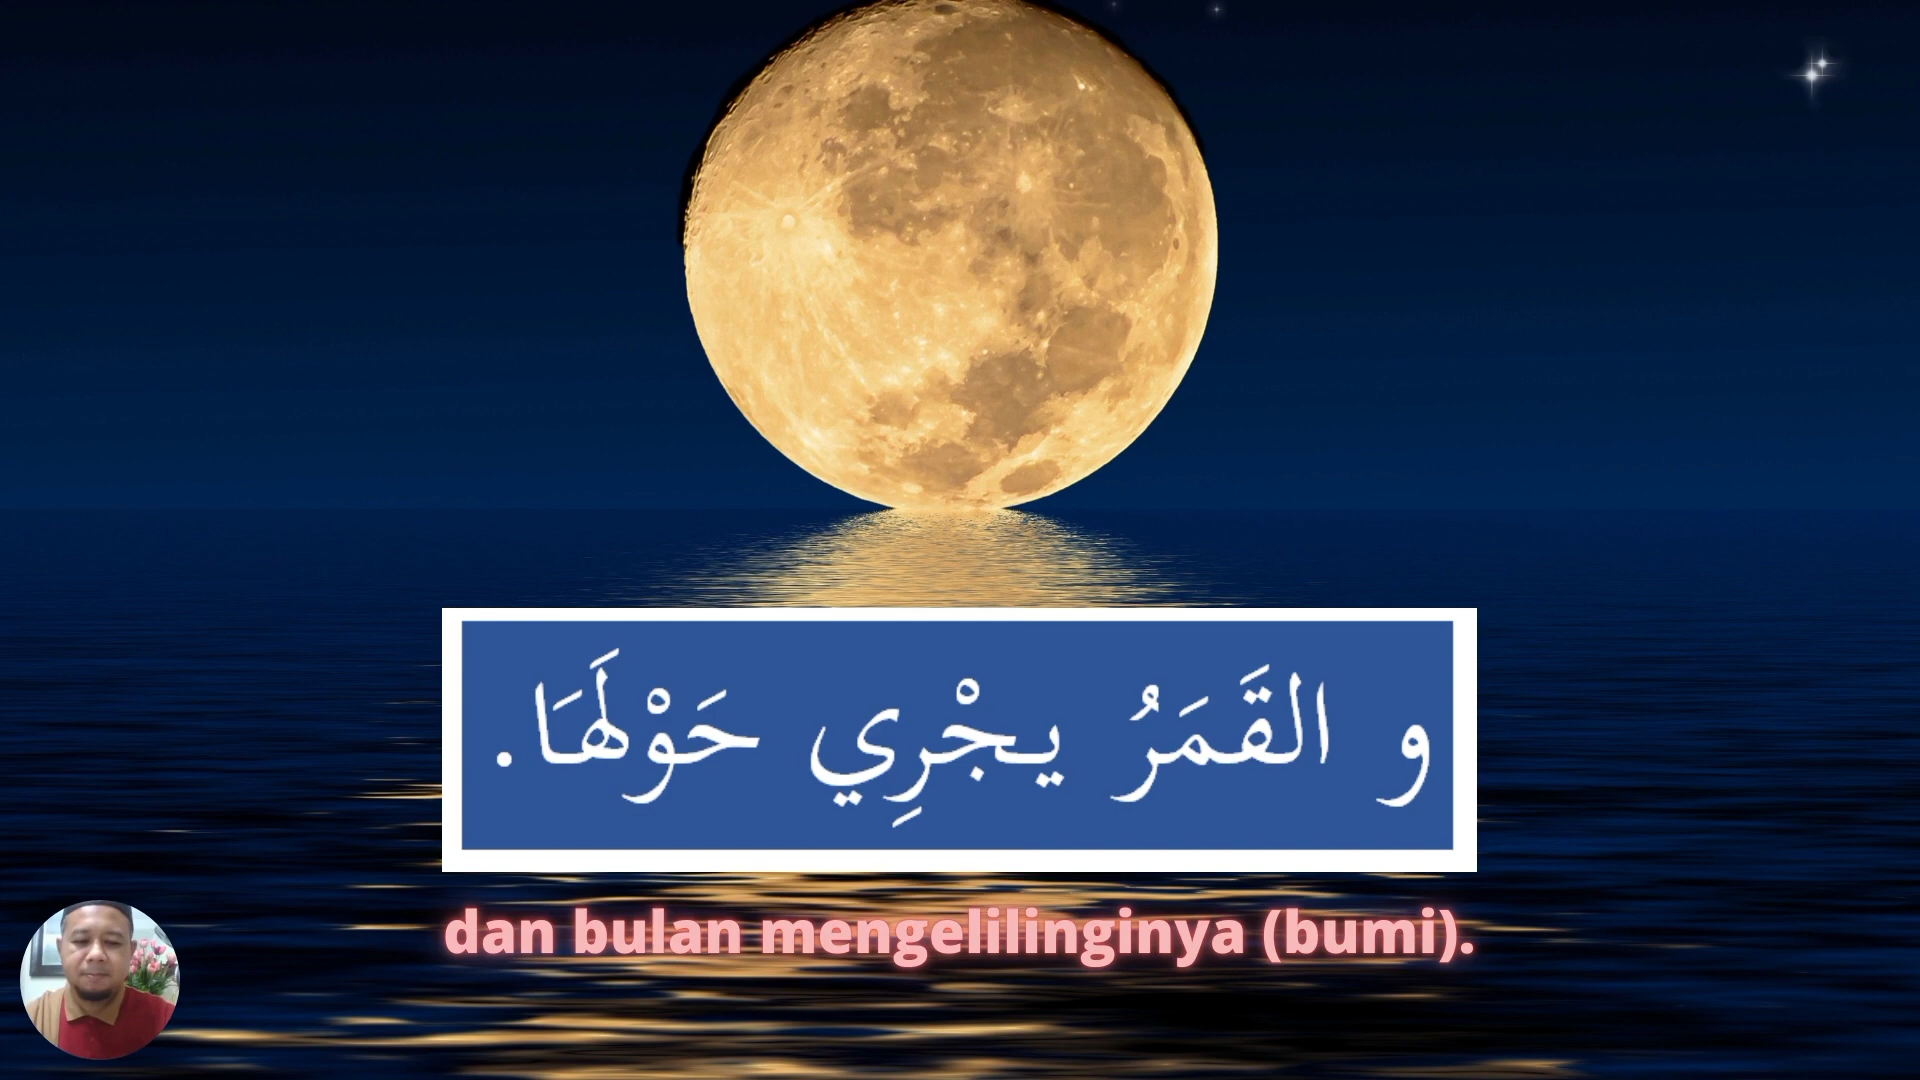 و القَمَرُ يجْرِي حَوْلَهَا.
dan bulan mengelilinginya (bumi).